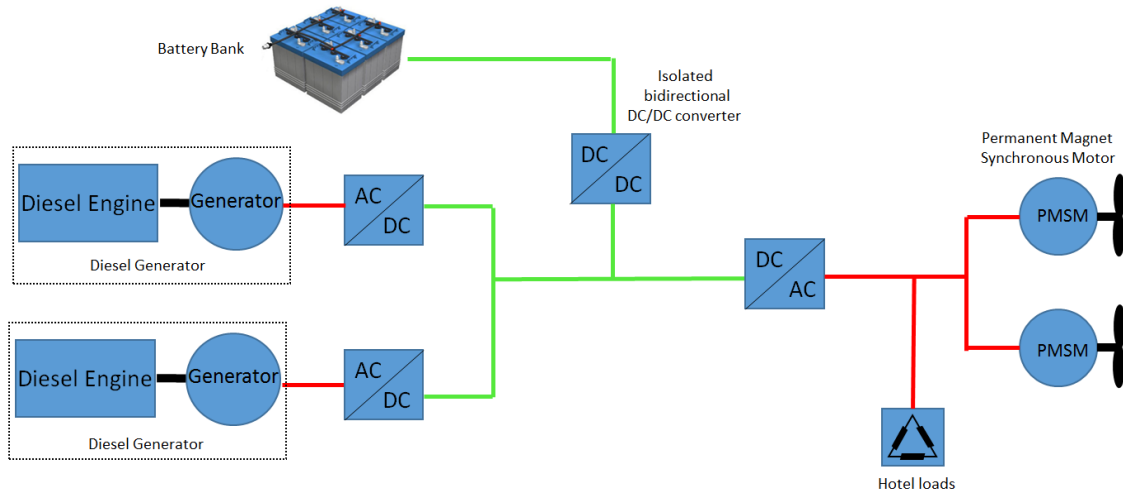 Battery Bank
Isolated
bidirectional
DC/DC converter
Permanent Magnet
Synchronous Motor
Diesel Engine
Generator
Diesel Generator
AC
DC
DC
DC
DC
AC
PMSM
PMSM
Diesel Engine
Generator
Diesel Generator
AC
DC
Hotel loads